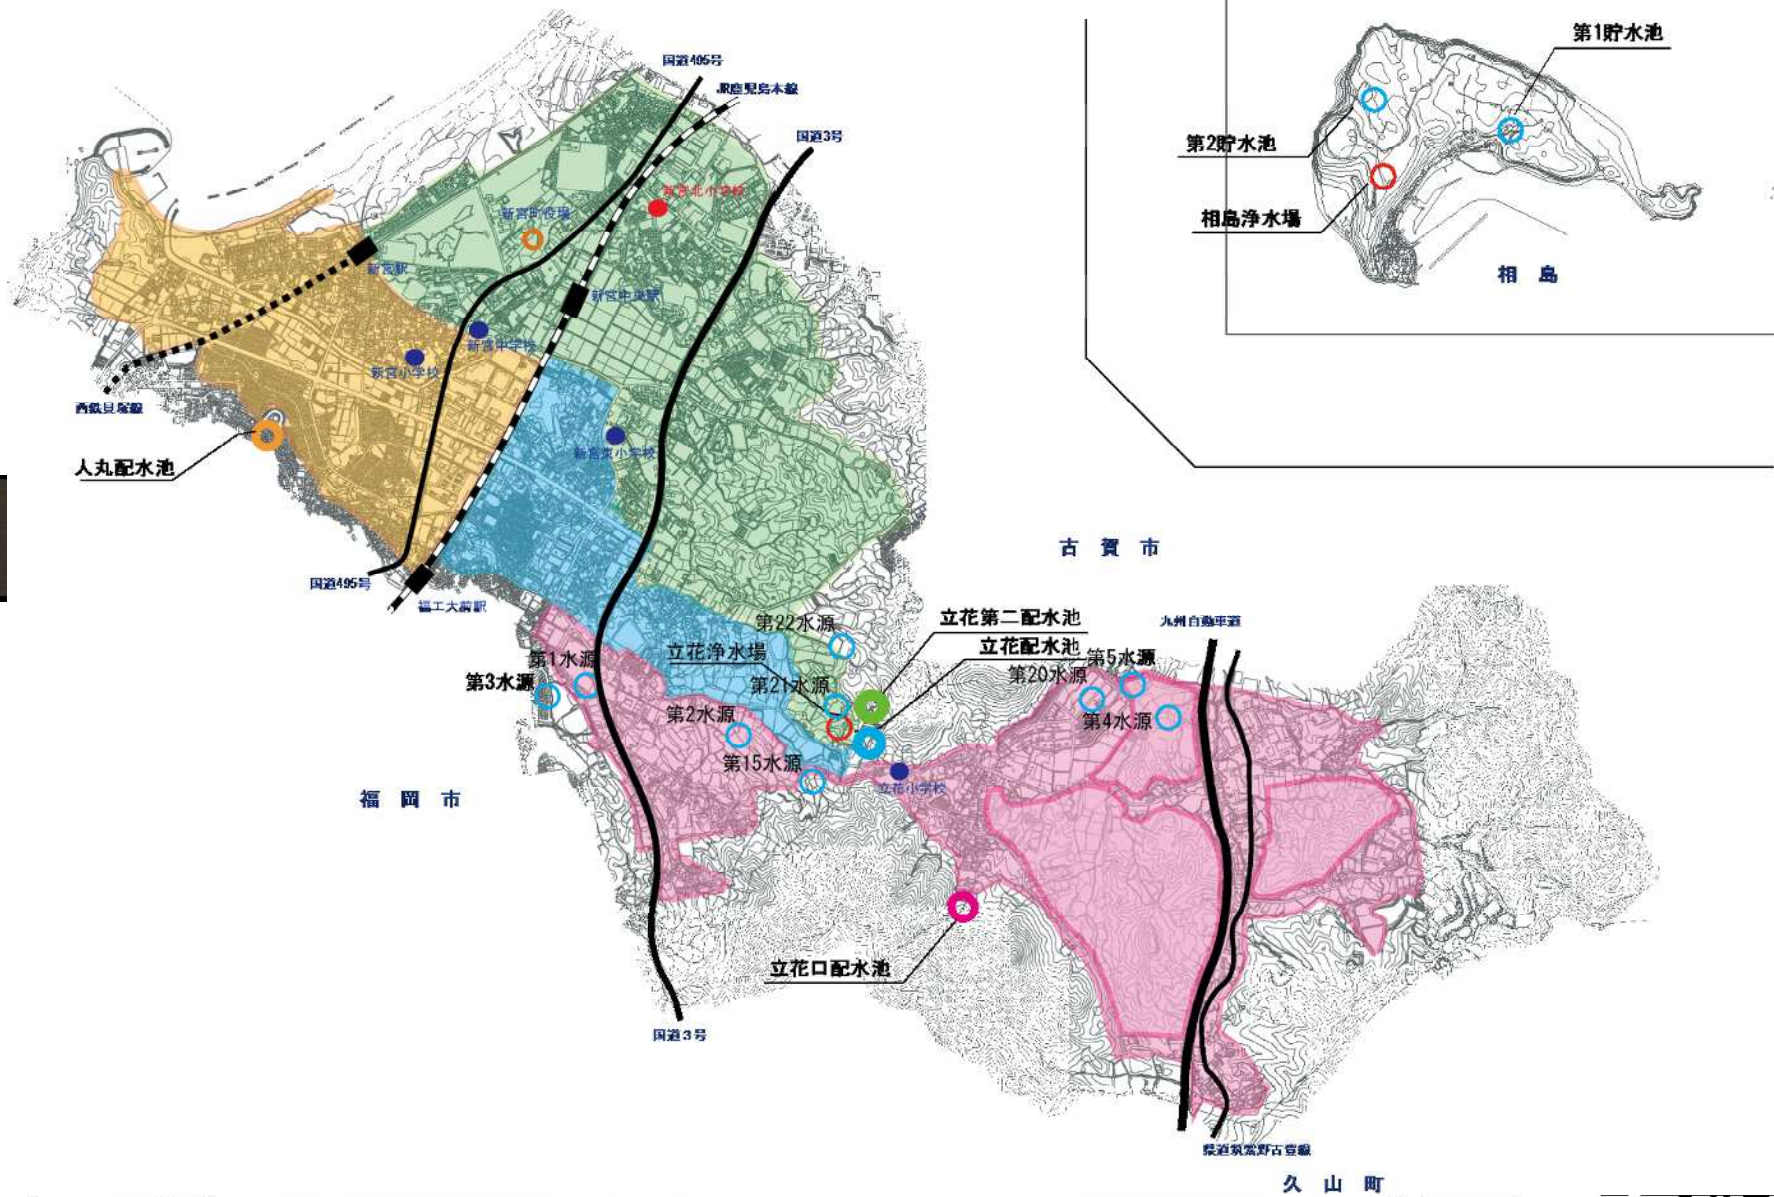 国道495号
JR鹿児島本線
国道3号
第1貯水池
第2貯水池
相島浄水場
相島
新宮北小学校
新宮町役場
新宮駅
新宮中央駅
新宮中学校
新宮小学校
西鉄貝塚線
人丸配水池
新宮東小学校
国道495号
福工大前駅
古賀市
第22水源
立花第二配水池
九州自動車道
立花浄水場
立花配水池
第5水源
第1水源
第3水源
第20水源
第21水源
第2水源
第4水源
第15水源
立花小学校
福岡市
立花口配水池
国道3号
県道筑紫野古賀線
久山町